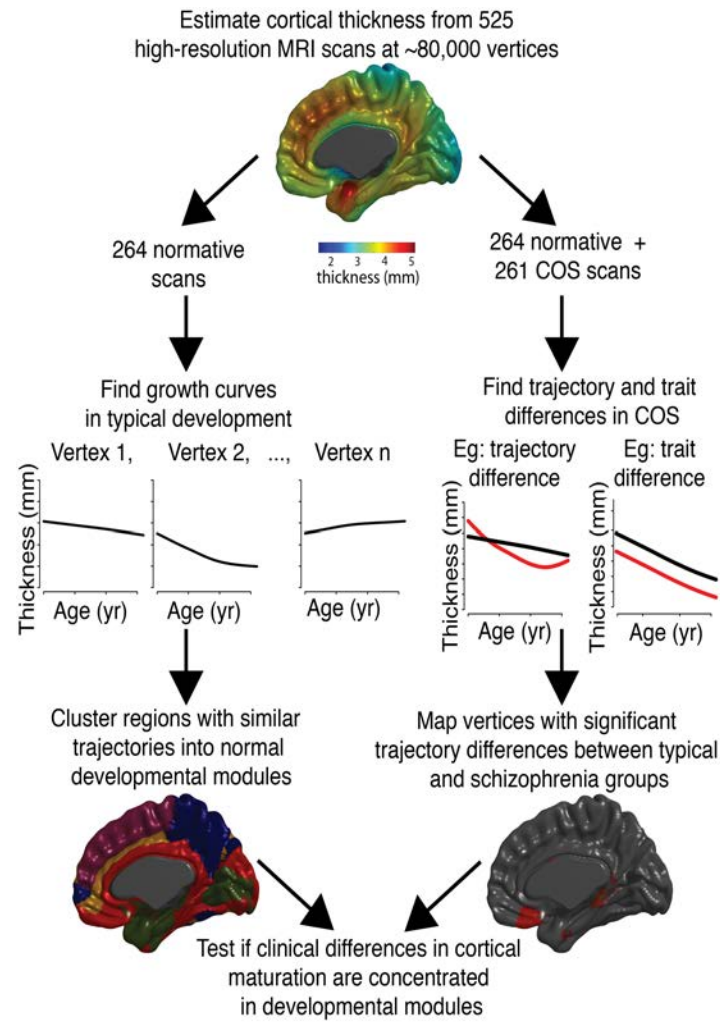 Estimate cortical thickness from 525
high-resolution MRI scans at ~80,000 vertices
264 normative
scans
2 3 4 5
thickness (mm)
264 normative +
261 COS scans
Find growth curves
in typical development
Vertex 1, Vertex 2, ..., Vertex n
Thickness (mm)
Age (yr) Age (yr) Age (yr)
Find trajectory and trait
differences in COS
Eg: trajectory
difference
Eg: trait
difference
Thickness (mm)
Age (yr)
Thickness (mm)
Age (yr)
Cluster regions with similar
trajectories into normal
developmental modules
Map vertices with significant
trajectory differences between typical
and schizophrenia groups
Test if clinical differences in cortical
maturation are concentrated
in developmental modules